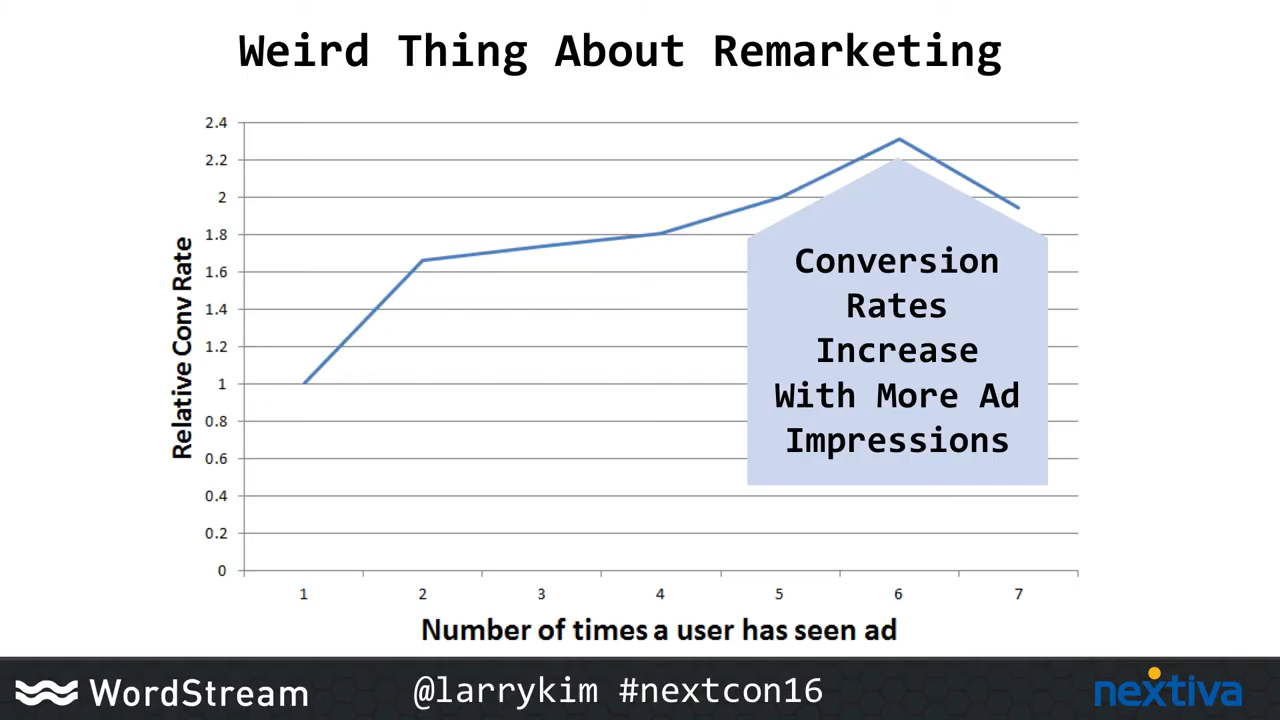 Weird Thing About Remarketing
2.4
2.2
2
1.8
1.6
1.4
1.2
1
0.8
0.6
0.4
0.2
0
Relative Conv Rate
Conversion
Rates
Increase
With More Ad
Impressions
1 2 3 4 5 6 7
Number of times a user has seen ad
WordStream @larrykim #nextcon16 nextiva